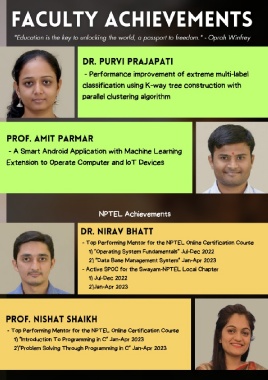 FACULTY ACHIEVEMENTS
"Education is the key to unlocking the world, a passport to freedom." - Oprah Winfrey
DR. PURVI PRAJAPATI
- Performance improvement of extreme multi-label
classification using K-way tree construction with
parallel clustering algorithm
PROF. AMIT PARMAR
- A Smart Android Application with Machine Learning
Extension to Operate Computer and IoT Devices
NPTEL Achievements
DR. NIRAV BHATT
- Top Performing Mentor for the NPTEL Online Certification Course
1) "Operating System Fundamentals" Jul-Dec 2022
2) "Data Base Management System" Jan-Apr 2023
- Active SPOC for the Swayam-NPTEL Local Chapter
1) Jul-Dec 2022
2)Jan-Apr 2023
PROF. NISHAT SHAIKH
- Top Performing Mentor for the NPTEL Online Certification Course
1) "Introduction To Programming in C" Jan-Apr 2023
2)"Problem Solving Through Programming In C" Jan-Apr 2023